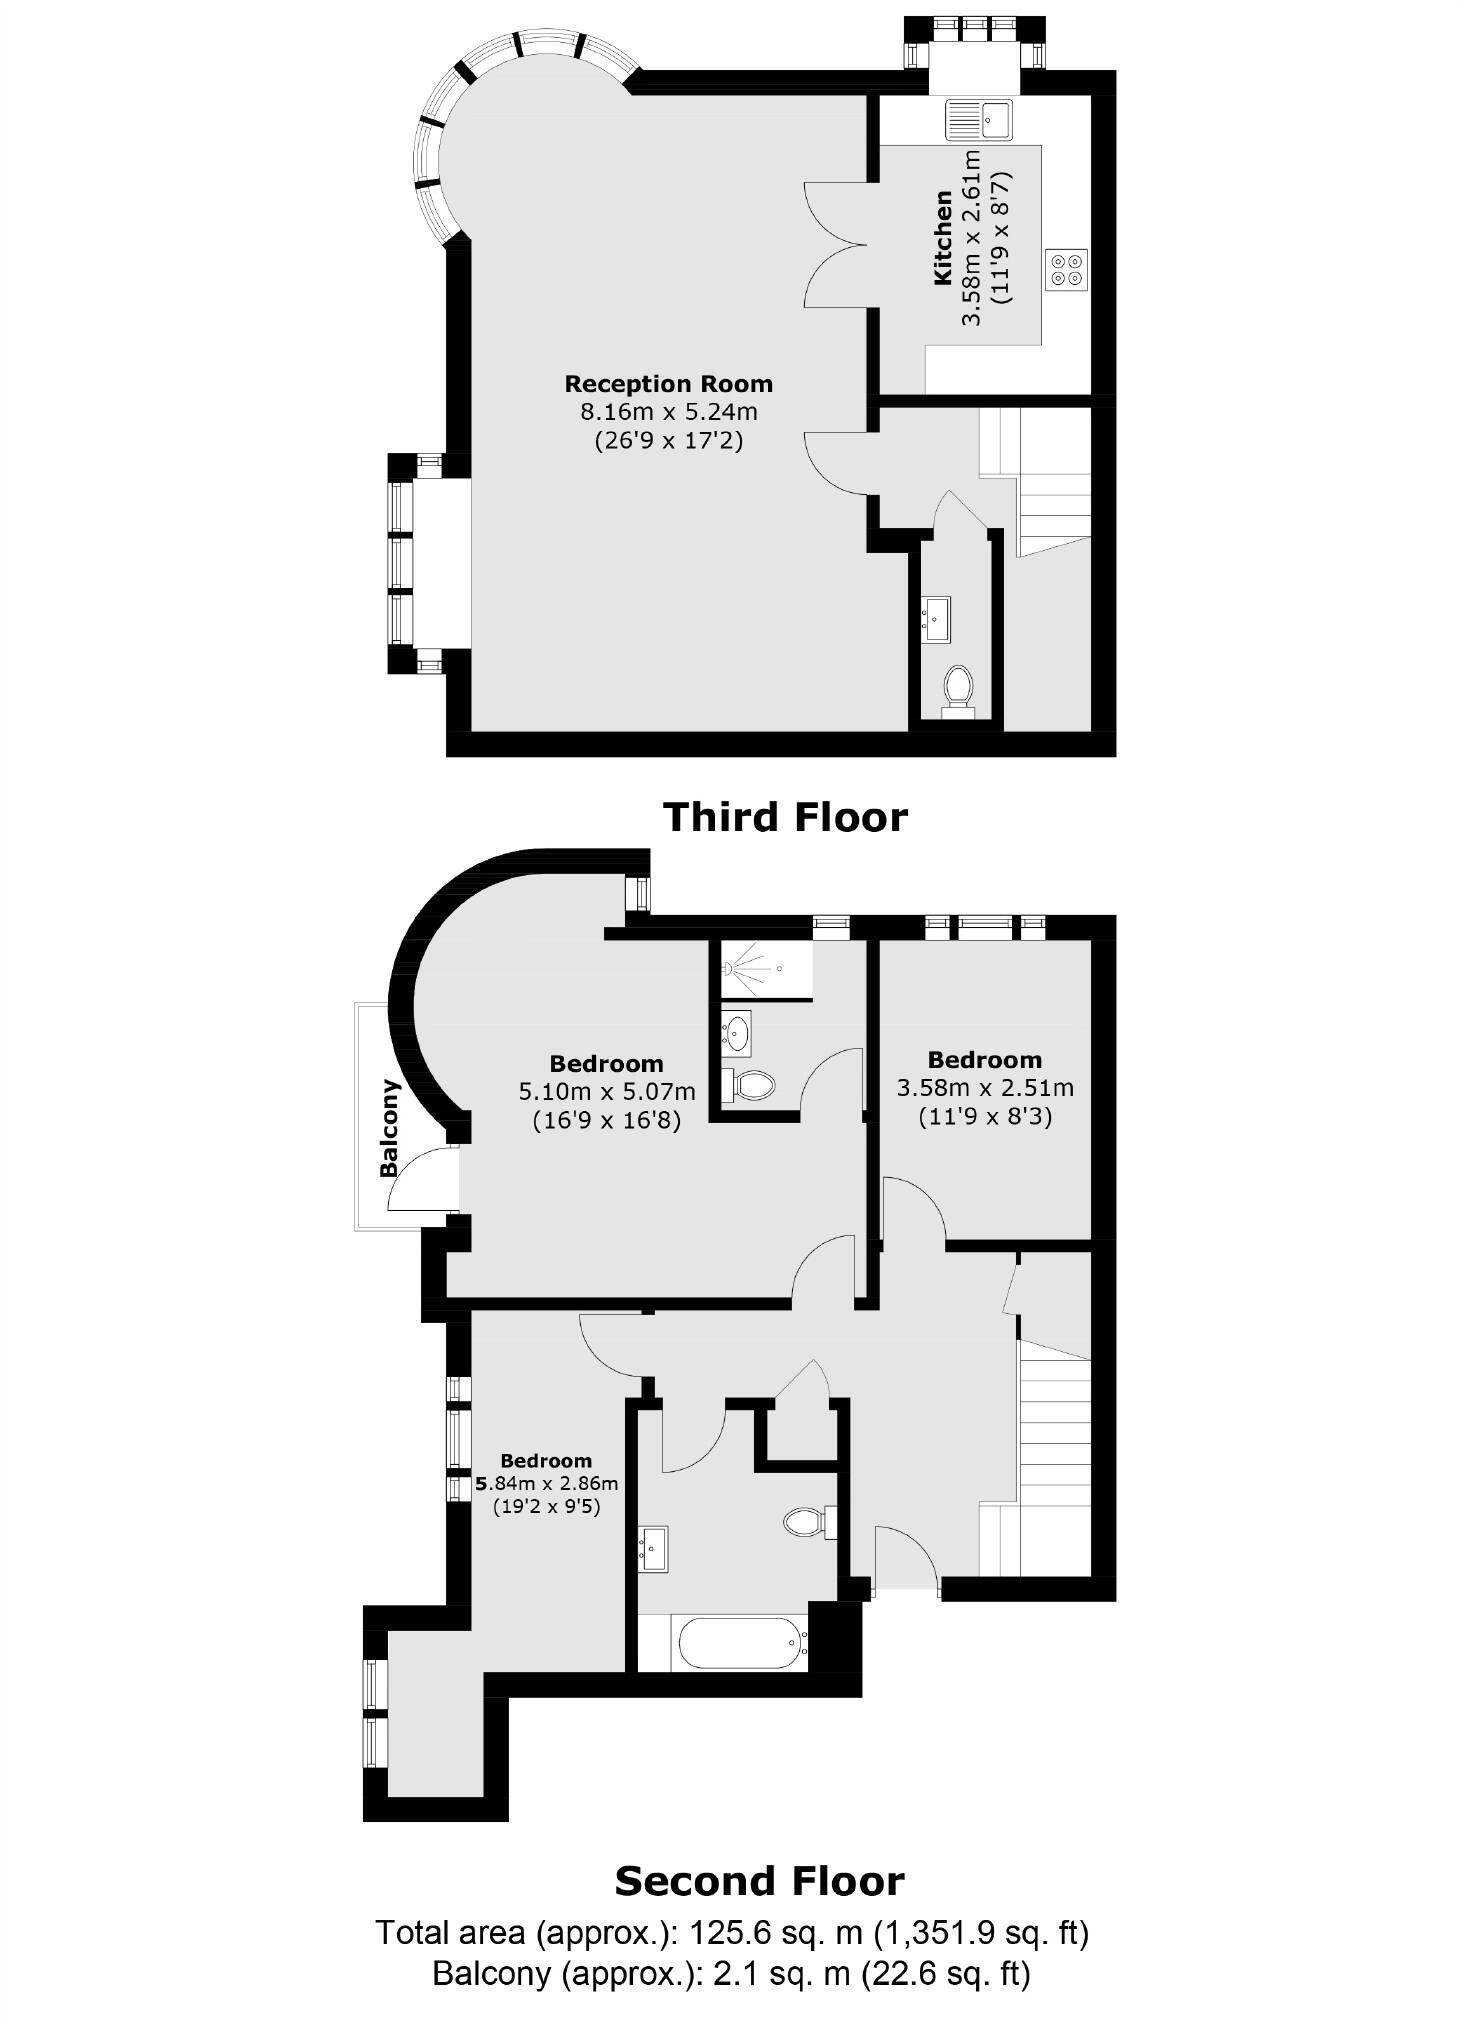 Kitchen
3.58m x 2.61m
(11'9 x 8'7)
Reception Room
8.16m x 5.24m
(26'9 x 17'2)
Third Floor
Bedroom
5.10m x 5.07m
(16'9 x 16'8)
Bedroom
3.58m x 2.51m
(11'9 x 8'3)
Balcony
Bedroom
5.84m x 2.86m
(19'2 x 9'5)
Second Floor
Total area (approx.): 125.6 sq. m (1,351.9 sq. ft)
Balcony (approx.): 2.1 sq. m (22.6 sq. ft)